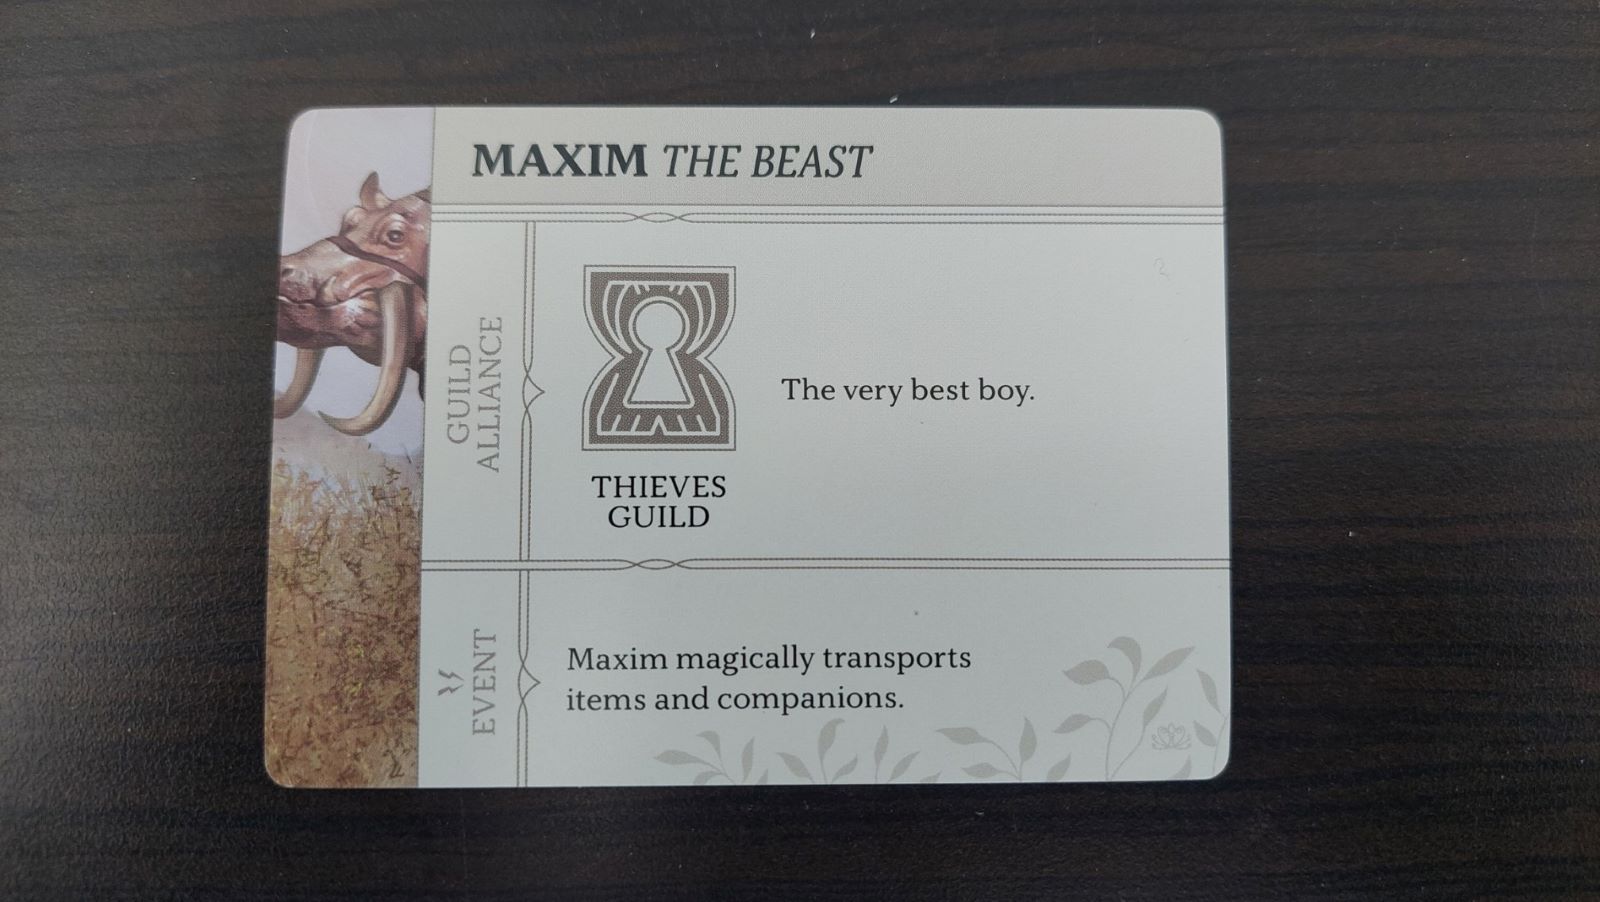 MAXIM THE BEAST
GUILD
ALLIANCE
THIEVES
GUILD
The very best boy.
EVENT
Maxim magically transports
items and companions.